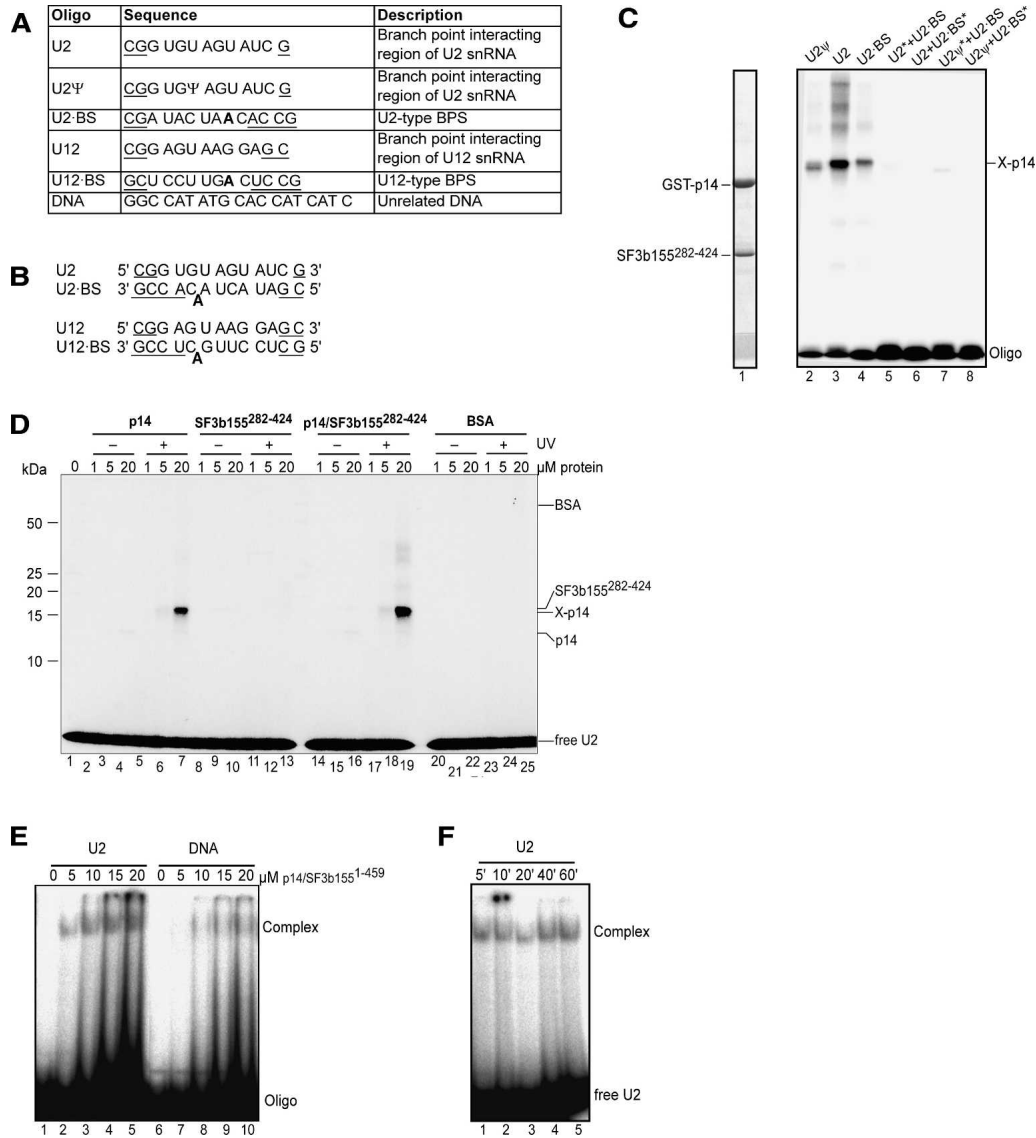 A
Oligo Sequence Description
U2 CGG UGU AGU AUC G Branch point interacting
region of U2 snRNA
U2Ψ CGG UGΨ AGU AUC G Branch point interacting
region of U2 snRNA
U2·BS CGA UAC UAA CAC CG U2-type BPS
U12 CGG AGU AAG GAG C Branch point interacting
region of U12 snRNA
U12·BS GCU CCU UGA CUC CG U12-type BPS
DNA GGC CAT ATG CAC CAT CAT C Unrelated DNA
B
U2 5' CGG UGU AGU AUC G 3'
U2·BS 3' GCC AC AUC AUA GC 5'
A
U12 5' CGG AGU AAG GAG C 3'
U12·BS 3' GCC UC GUUC CU CG 5'
A
C
U2ψ U2 U2·BS U2*+U2·BS U2+U2·BS* U2ψ*+U2·BS U2ψ+U2·BS*
GST-p14
SF3b155282-424
X-p14
Oligo
1 2 3 4 5 6 7 8
D
p14 SF3b155282-424 p14/SF3b155282-424 BSA
– + – + – + – + UV
kDa 0 1 5 20 1 5 20 1 5 20 1 5 20 1 5 20 1 5 20 1 5 20 1 5 20 µM protein
BSA
50
25
20
15
10
SF3b155282-424
X-p14
p14
free U2
1 2 3 4 5 6 7 8 9 10 11 12 13 14 15 16 17 18 19 20 21 22 23 24 25
E
U2 DNA
0 5 10 15 20 0 5 10 15 20 µM p14/SF3b1551-459
Complex
Oligo
1 2 3 4 5 6 7 8 9 10
F
U2
5' 10' 20' 40' 60'
Complex
free U2
1 2 3 4 5